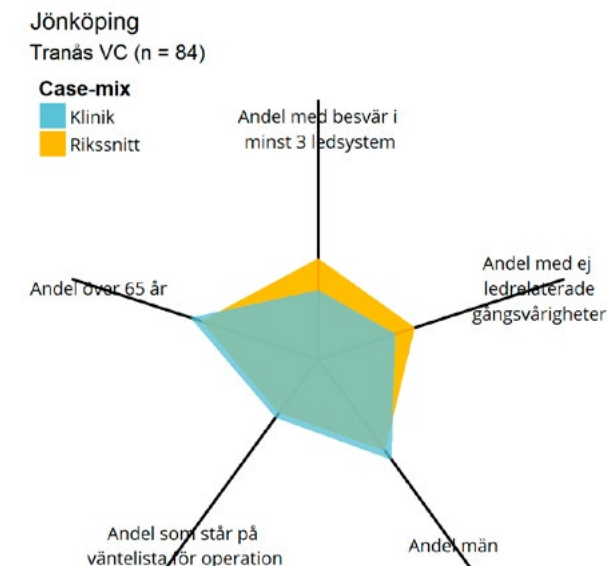 Jönköping
Tranås VC (n = 84)
Case-mix
Klinik
Rikssnitt
Andel med besvär i
minst 3 ledsystem
Andel med ej
ledrelaterade
gångsvårigheter
Andel över 65 år
Andel som står på
väntelista för operation
Andel män